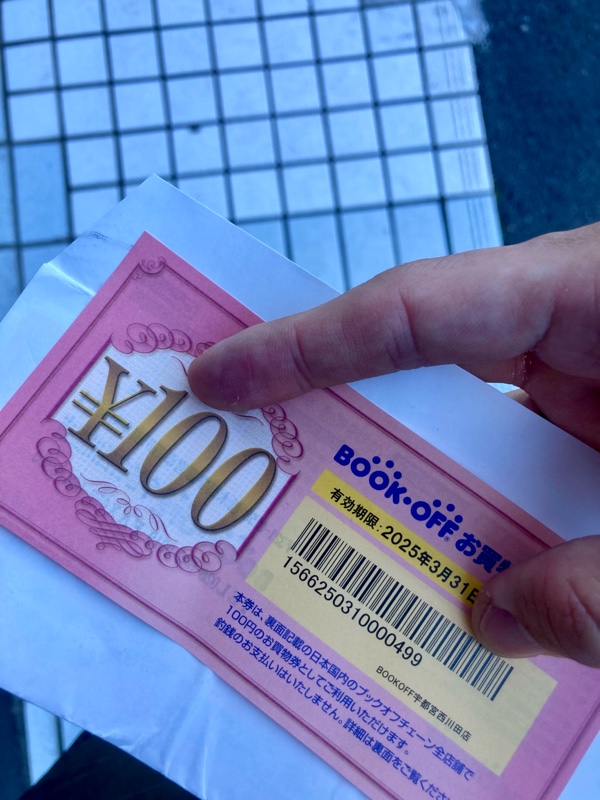 ¥100
BOOK・OFF お買
有効期限:2025年3月31日
1566250310000499
BOOKOFF宇都宮西川田店
本券は、裏面記載の日本国内のブックオフチェーン全店舗で
100円のお買物券としてご利用いただけます。
釣銭のお支払いはいたしません。詳細は裏面をご覧くださ